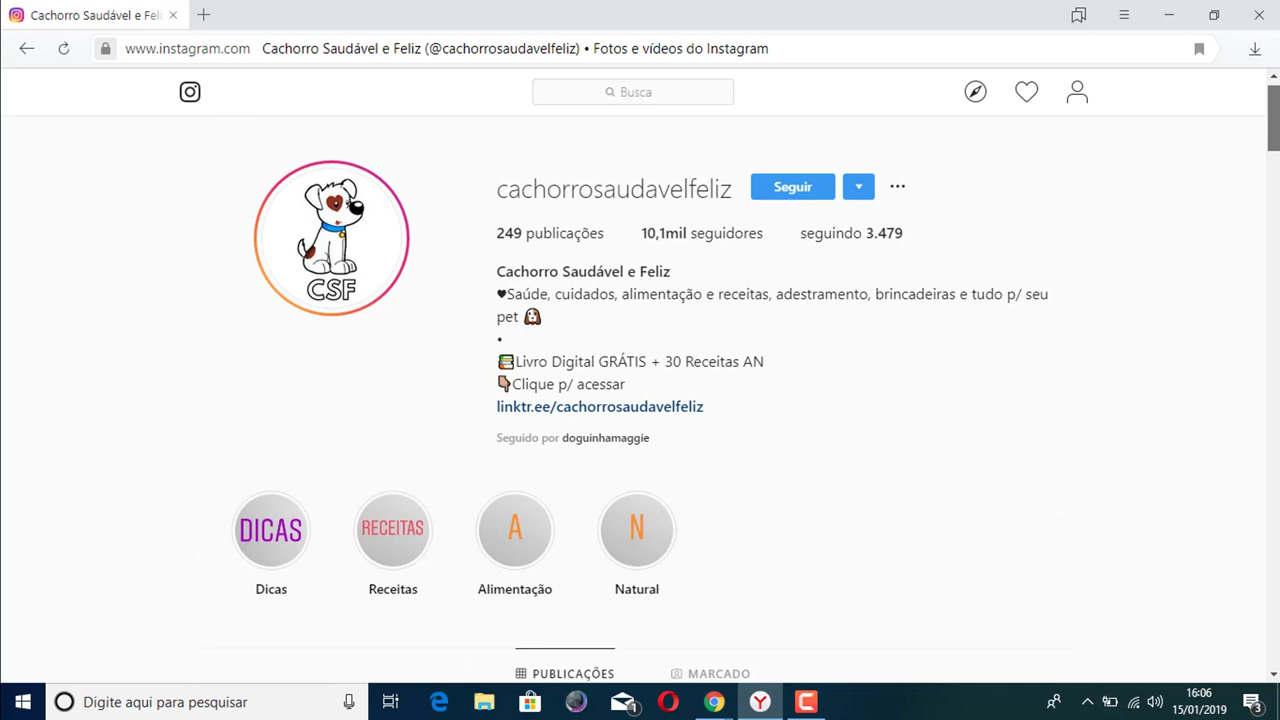 Cachorro Saudável e Feliz
www.instagram.com Cachorro Saudável e Feliz (@cachorrosaudavelfeliz) • Fotos e vídeos do Instagram
Busca
cachorrosaudavelfeliz Seguir
249 publicações 10,1mil seguidores seguindo 3.479
CSF
Cachorro Saudável e Feliz
♥Saúde, cuidados, alimentação e receitas, adestramento, brincadeiras e tudo p/ seu
pet 🐶
•
📚Livro Digital GRÁTIS + 30 Receitas AN
👇🏽Clique p/ acessar
linktr.ee/cachorrosaudavelfeliz
Seguido por doguinhamaggie
DICAS RECEITAS A N
Dicas Receitas Alimentação Natural
PUBLICAÇÕES MARCADO
Digite aqui para pesquisar 1 16:06
15/01/2019 3